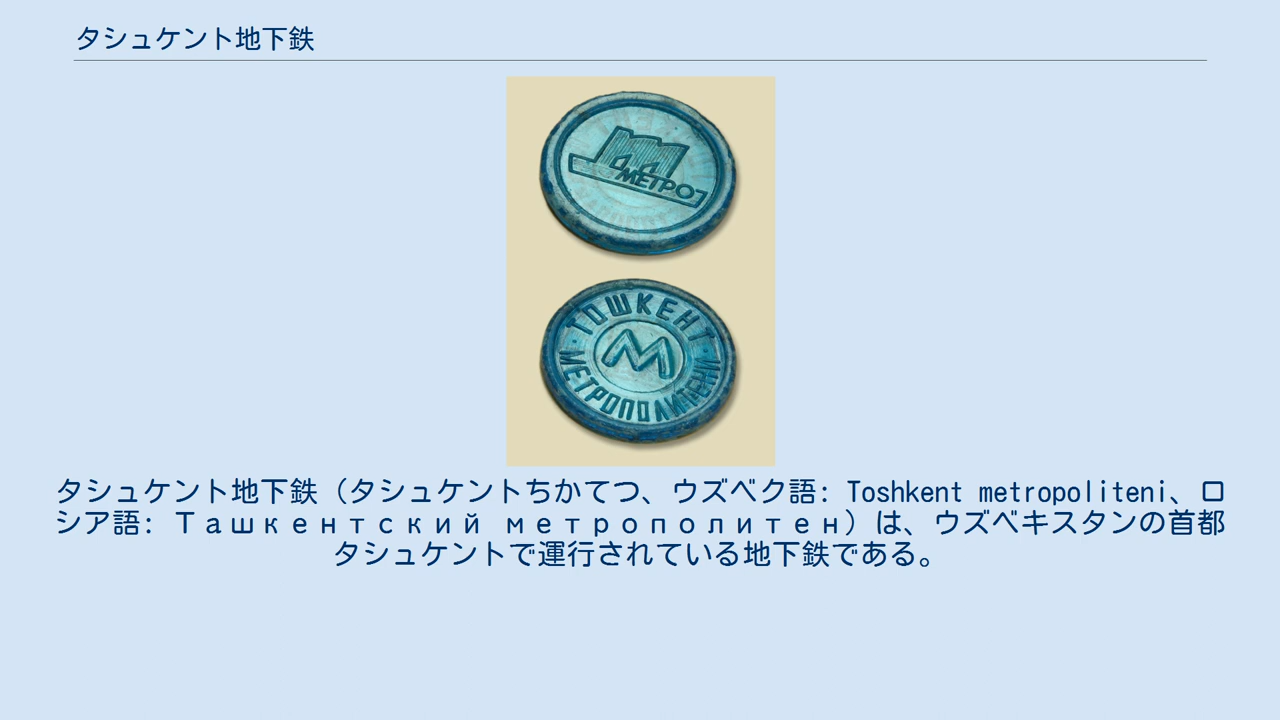 タシュケント地下鉄
МЕТРО
ТОШКЕНТ
М
МЕТРОПОЛИТЕНИ
タシュケント地下鉄（タシュケントちかてつ、ウズベク語: Toshkent metropoliteni、ロ
シア語: Ташкентский метрополитен）は、ウズベキスタンの首都
タシュケントで運行されている地下鉄である。